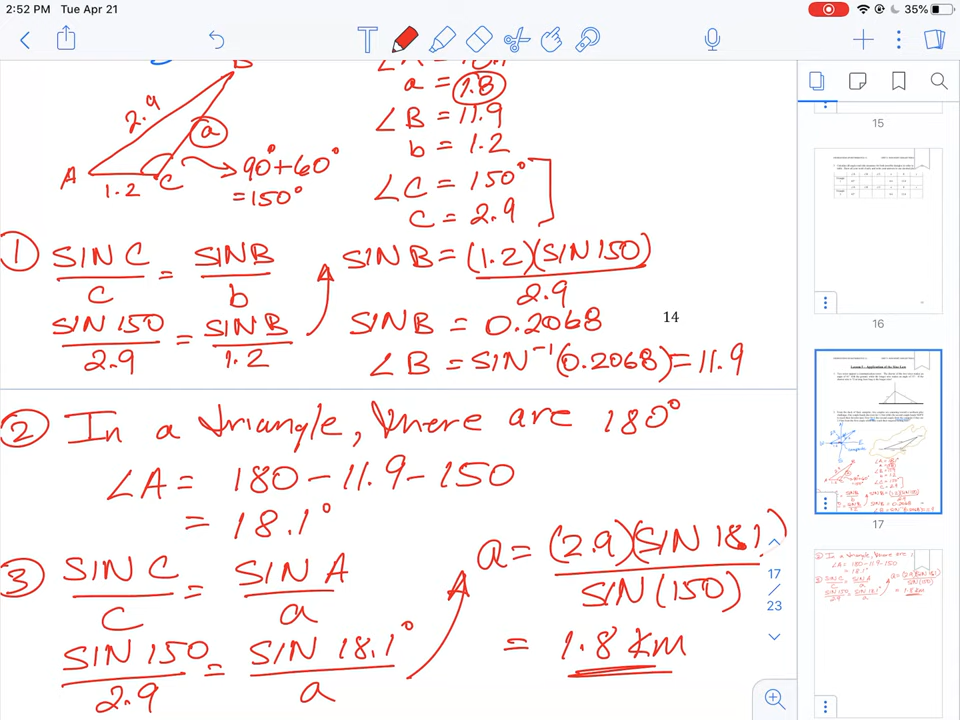 2:52 PM Tue Apr 21
35%
B
2.9
a
A
1.2
C
90°+60°
=150°
a = 1.8
∠B = 11.9
b = 1.2
∠C = 150°
c = 2.9
① SIN C / c = SIN B / b
SIN 150 / 2.9 = SIN B / 1.2
SIN B = (1.2)(SIN 150) / 2.9
SIN B = 0.2068
∠B = SIN⁻¹(0.2068) = 11.9
14
② In a triangle, there are 180°
∠A = 180 - 11.9 - 150
= 18.1°
③ SIN C / c = SIN A / a
SIN 150 / 2.9 = SIN 18.1° / a
a = (2.9)(SIN 18.1) / SIN(150)
= 1.8 km
15
16
17
17
/
23